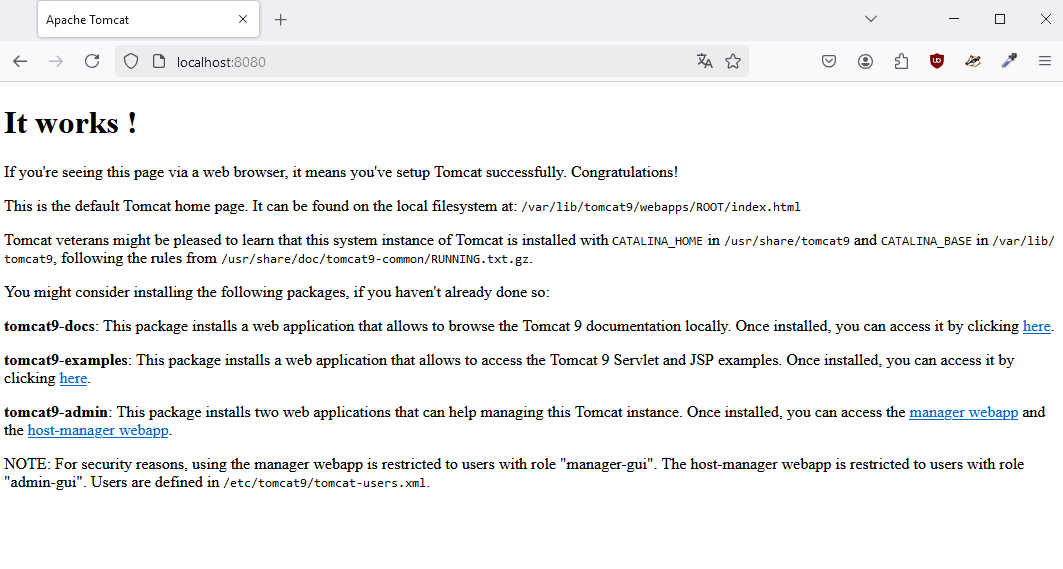 Apache Tomcat
localhost:8080
It works !
If you're seeing this page via a web browser, it means you've setup Tomcat successfully. Congratulations!
This is the default Tomcat home page. It can be found on the local filesystem at: /var/lib/tomcat9/webapps/ROOT/index.html
Tomcat veterans might be pleased to learn that this system instance of Tomcat is installed with CATALINA_HOME in /usr/share/tomcat9 and CATALINA_BASE in /var/lib/
tomcat9, following the rules from /usr/share/doc/tomcat9-common/RUNNING.txt.gz.
You might consider installing the following packages, if you haven't already done so:
tomcat9-docs: This package installs a web application that allows to browse the Tomcat 9 documentation locally. Once installed, you can access it by clicking here.
tomcat9-examples: This package installs a web application that allows to access the Tomcat 9 Servlet and JSP examples. Once installed, you can access it by
clicking here.
tomcat9-admin: This package installs two web applications that can help managing this Tomcat instance. Once installed, you can access the manager webapp and
the host-manager webapp.
NOTE: For security reasons, using the manager webapp is restricted to users with role "manager-gui". The host-manager webapp is restricted to users with role
"admin-gui". Users are defined in /etc/tomcat9/tomcat-users.xml.